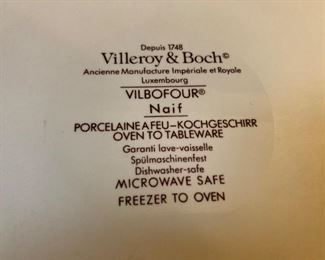 Depuis 1748
Villeroy & Boch©
Ancienne Manufacture Impériale et Royale
Luxembourg
VILBOFOUR®
Naif
PORCELAINE A FEU–KOCHGESCHIRR
OVEN TO TABLEWARE
Garanti lave-vaisselle
Spülmaschinenfest
Dishwasher-safe
MICROWAVE SAFE
FREEZER TO OVEN